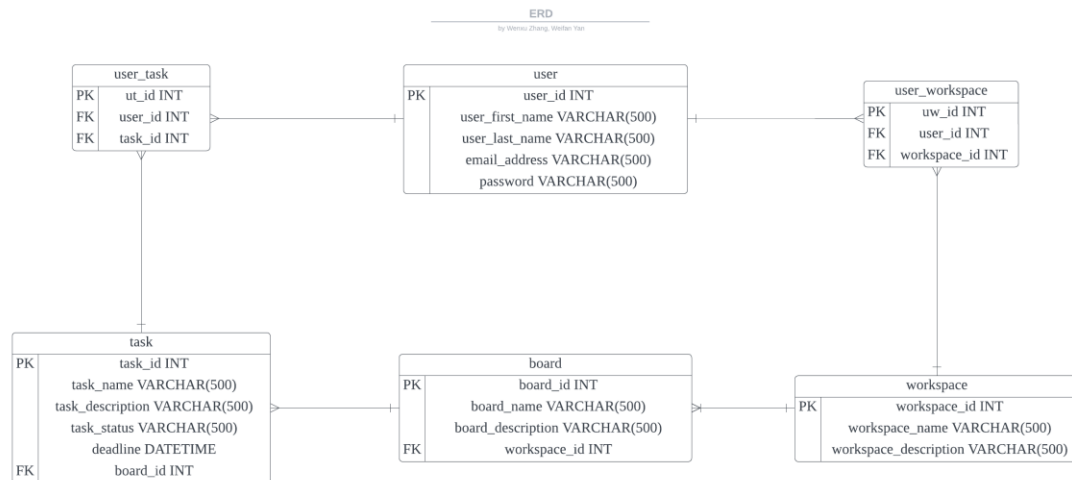 ERD
by Wenxu Zhang, Weifan Yan
user_task
PK ut_id INT
FK user_id INT
FK task_id INT
user
PK user_id INT
user_first_name VARCHAR(500)
user_last_name VARCHAR(500)
email_address VARCHAR(500)
password VARCHAR(500)
user_workspace
PK uw_id INT
FK user_id INT
FK workspace_id INT
task
PK task_id INT
task_name VARCHAR(500)
task_description VARCHAR(500)
task_status VARCHAR(500)
deadline DATETIME
FK board_id INT
board
PK board_id INT
board_name VARCHAR(500)
board_description VARCHAR(500)
FK workspace_id INT
workspace
PK workspace_id INT
workspace_name VARCHAR(500)
workspace_description VARCHAR(500)